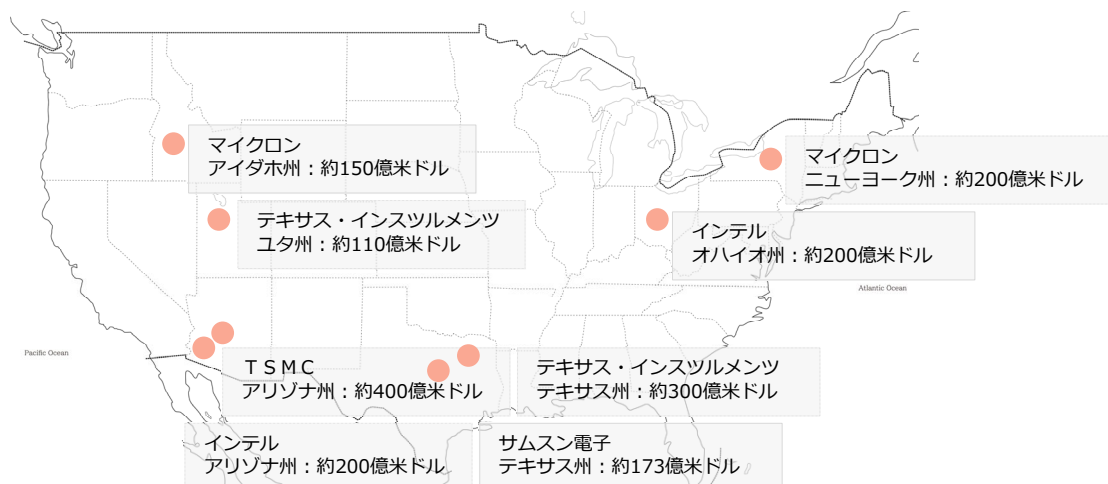 マイクロン
アイダホ州：約150億米ドル
マイクロン
ニューヨーク州：約200億米ドル
テキサス・インスツルメンツ
ユタ州：約110億米ドル
インテル
オハイオ州：約200億米ドル
Atlantic Ocean
Pacific Ocean
ＴＳＭＣ
アリゾナ州：約400億米ドル
テキサス・インスツルメンツ
テキサス州：約300億米ドル
インテル
アリゾナ州：約200億米ドル
サムスン電子
テキサス州：約173億米ドル